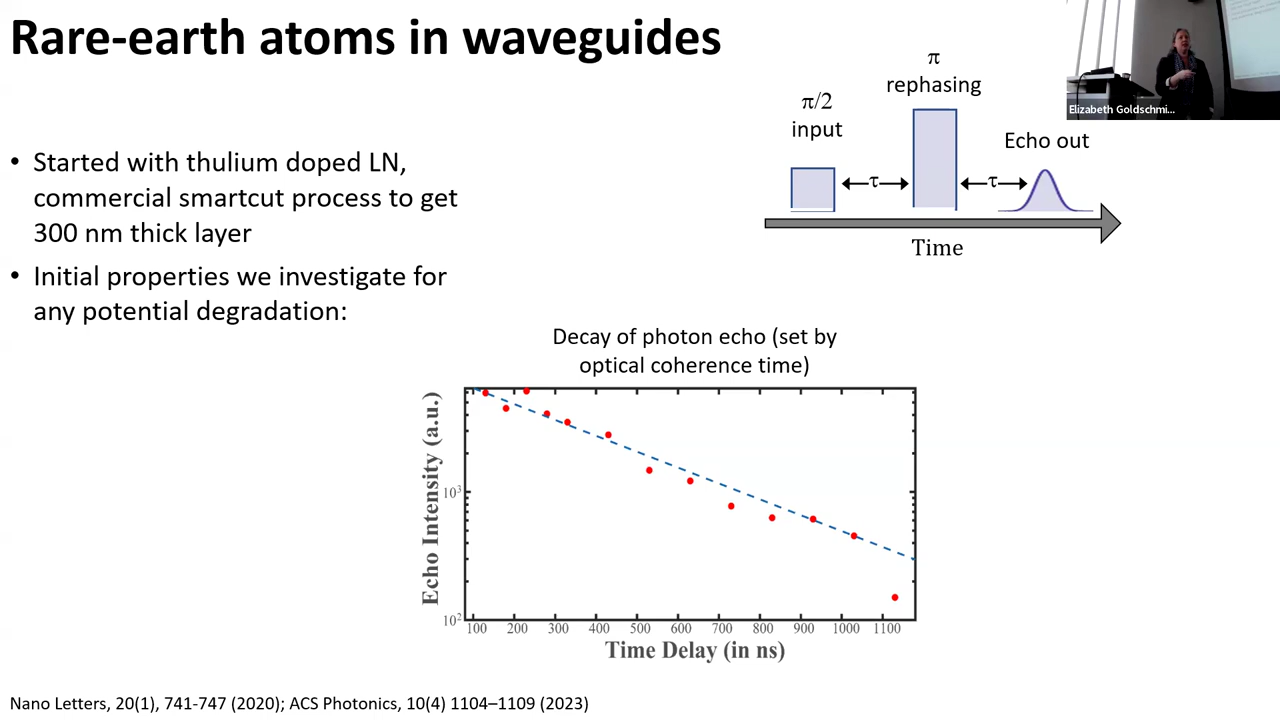 Rare-earth atoms in waveguides
• Started with thulium doped LN,
commercial smartcut process to get
300 nm thick layer
• Initial properties we investigate for
any potential degradation:
π/2
input
π
rephasing
Echo out
τ
τ
Time
Elizabeth Goldschmi...
Decay of photon echo (set by
optical coherence time)
Echo Intensity (a.u.)
10³
10²
100 200 300 400 500 600 700 800 900 1000 1100
Time Delay (in ns)
Nano Letters, 20(1), 741-747 (2020); ACS Photonics, 10(4) 1104–1109 (2023)